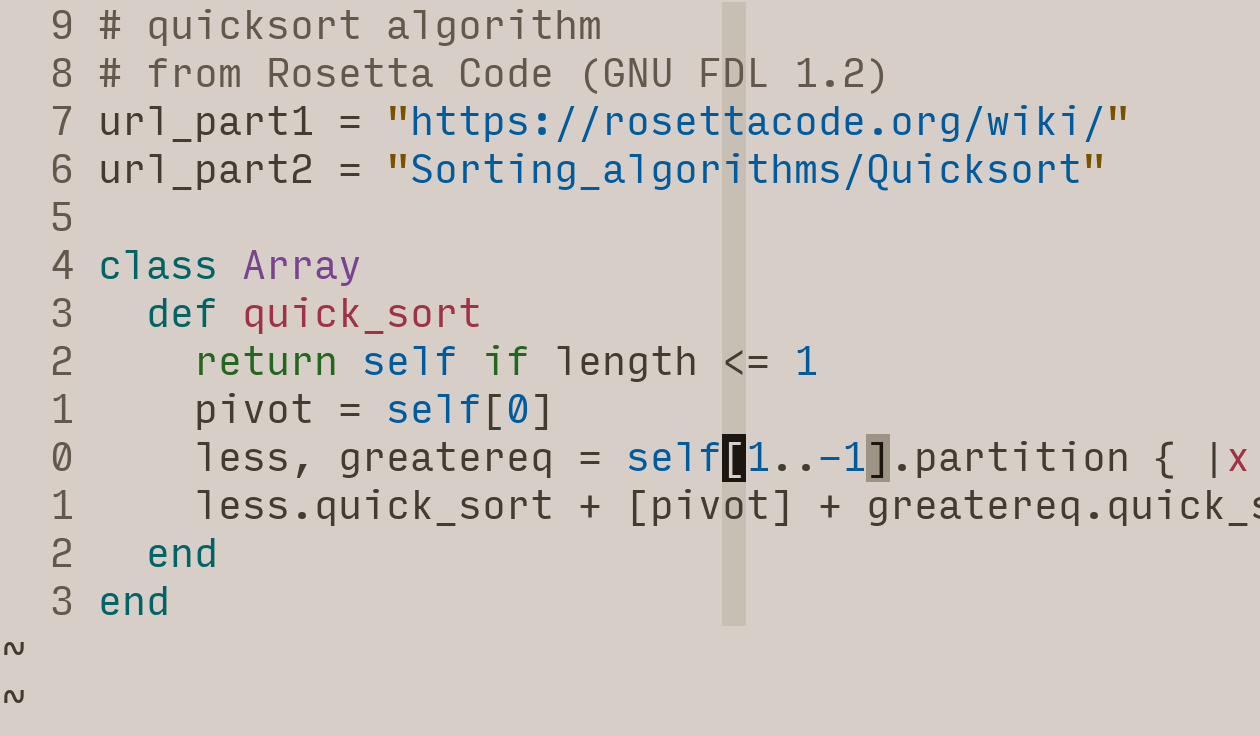 9 # quicksort algorithm
8 # from Rosetta Code (GNU FDL 1.2)
7 url_part1 = "https://rosettacode.org/wiki/"
6 url_part2 = "Sorting_algorithms/Quicksort"
5
4 class Array
3   def quick_sort
2     return self if length <= 1
1     pivot = self[0]
0     less, greatereq = self[1..-1].partition { |x
1     less.quick_sort + [pivot] + greatereq.quick_s
2   end
3 end
~
~